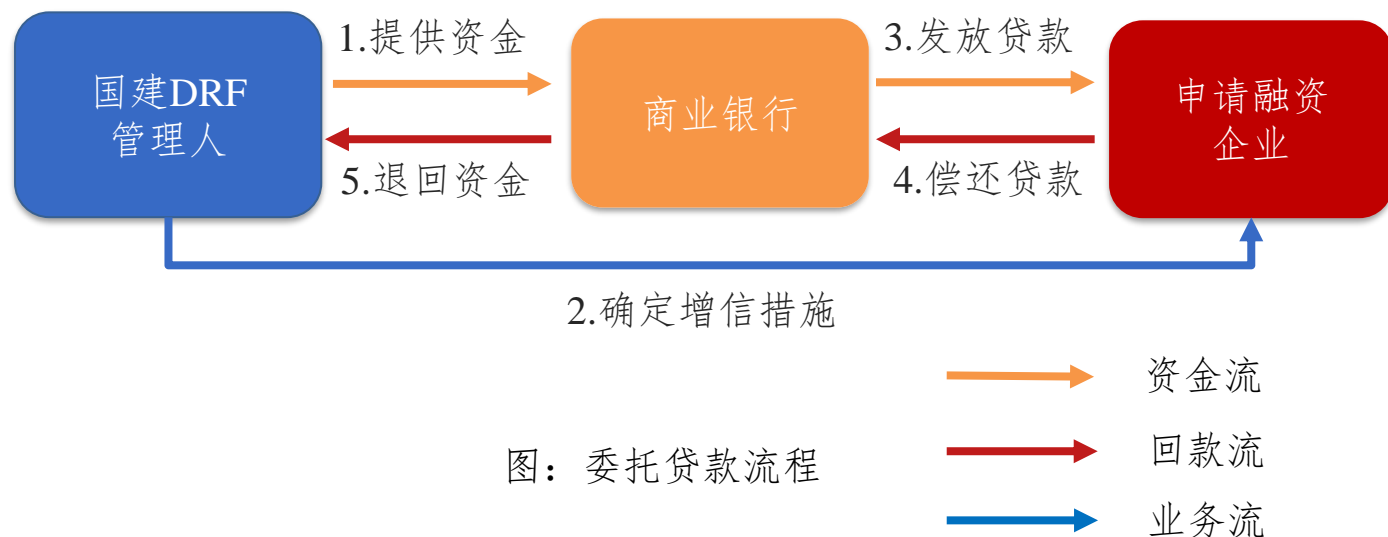 1.提供资金
3.发放贷款
国建DRF
管理人
商业银行
申请融资
企业
5.退回资金
4.偿还贷款
2.确定增信措施
资金流
图：委托贷款流程
回款流
业务流